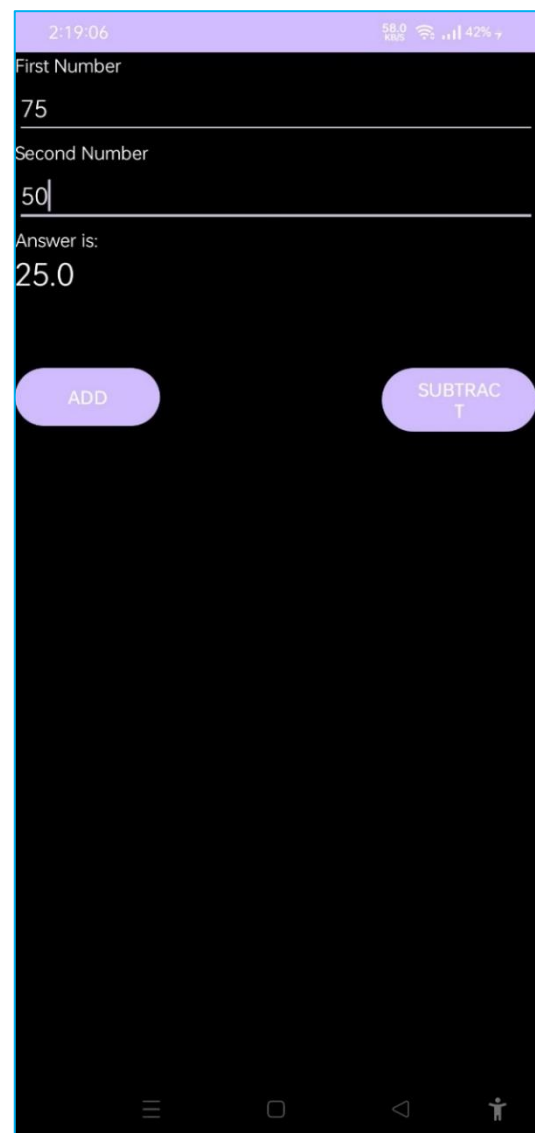 2:19:06 58.0 KB/S 42%
First Number
75
Second Number
50
Answer is:
25.0
ADD SUBTRAC
T